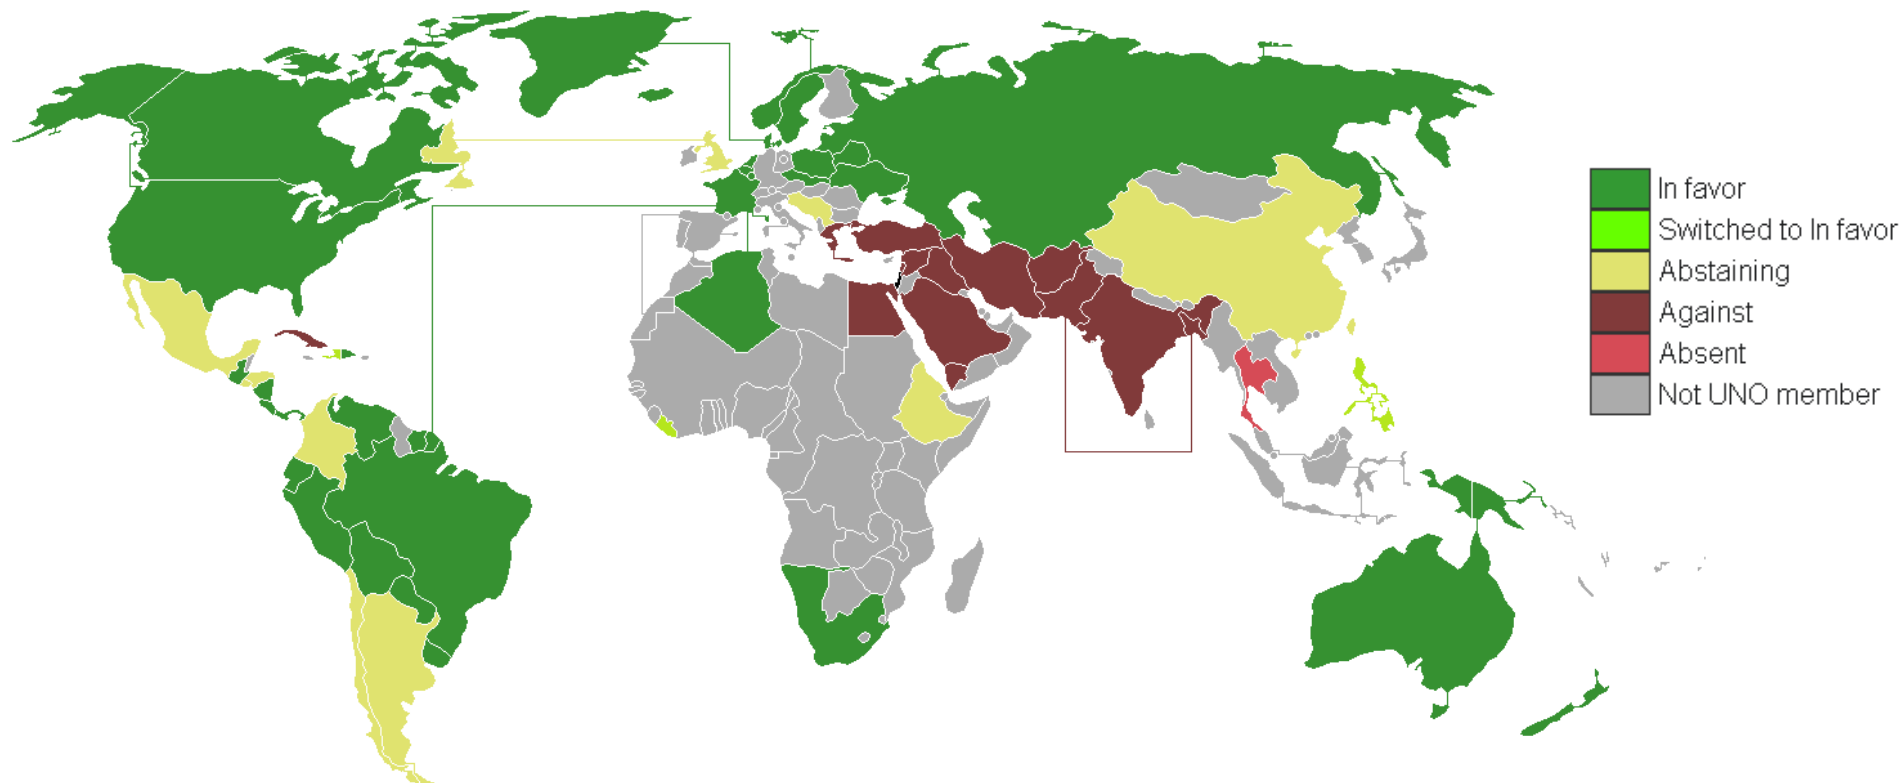 In favor
Switched to In favor
Abstaining
Against
Absent
Not UNO member